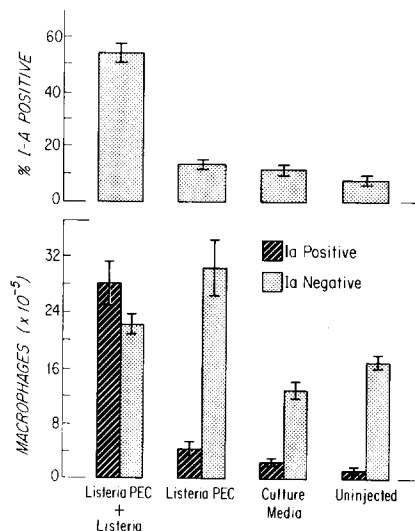 % I-A POSITIVE
60
40
20
0
MACROPHAGES (x 10⁻⁵)
32
24
16
8
0
Ia Positive
Ia Negative
Listeria PEC
+
Listeria
Listeria PEC
Culture
Media
Uninjected